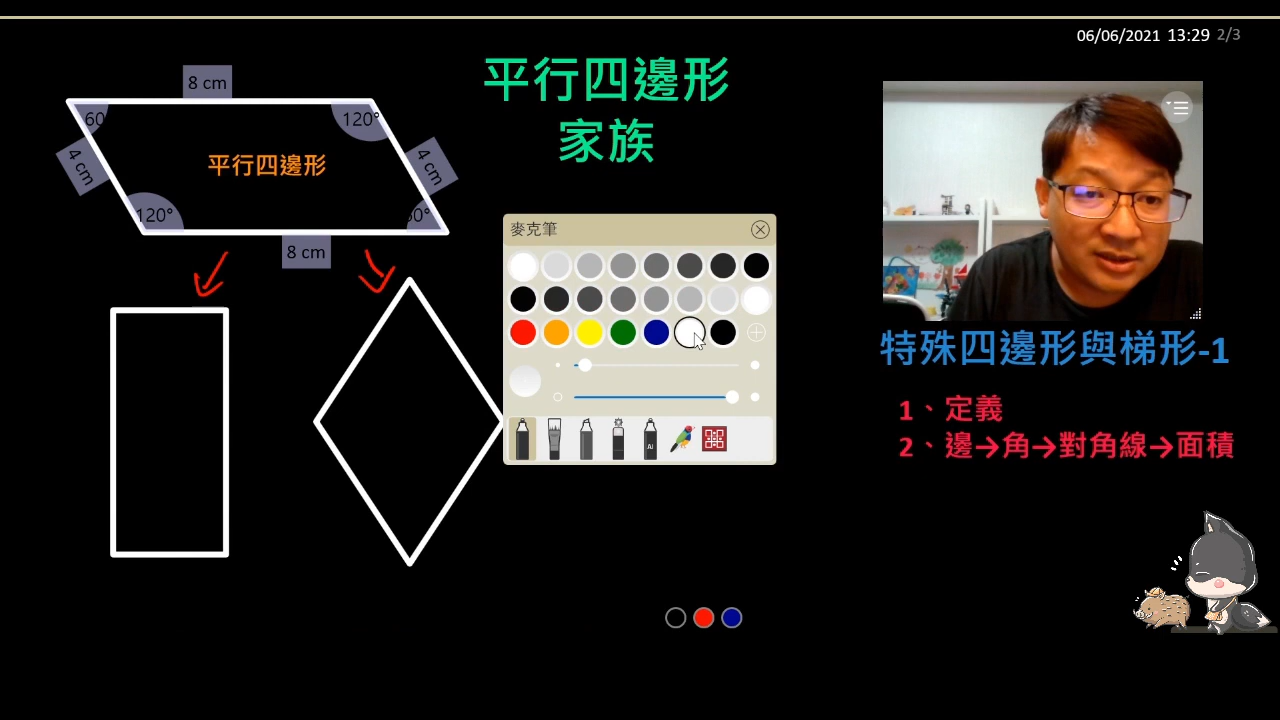 06/06/2021 13:29 2/3
平行四邊形
家族
8 cm
60
120°
4 cm
4 cm
平行四邊形
120°
8 cm
麥克筆
AI
特殊四邊形與梯形-1
1、定義
2、邊→角→對角線→面積